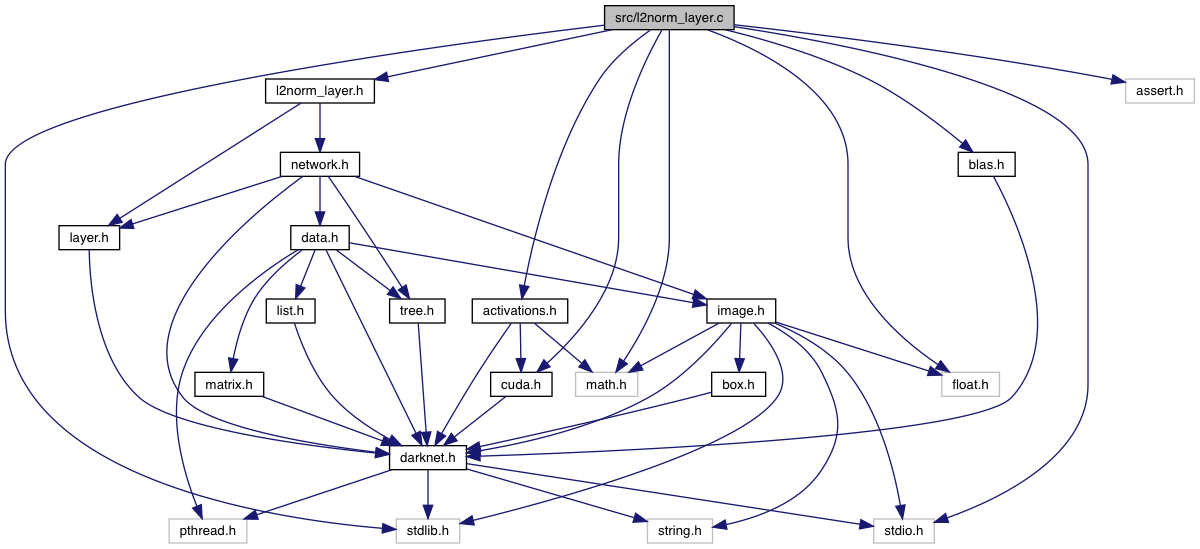 src/l2norm_layer.c
l2norm_layer.h
assert.h
network.h
blas.h
layer.h
data.h
list.h
tree.h
activations.h
image.h
matrix.h
cuda.h
math.h
box.h
float.h
darknet.h
pthread.h
stdlib.h
string.h
stdio.h